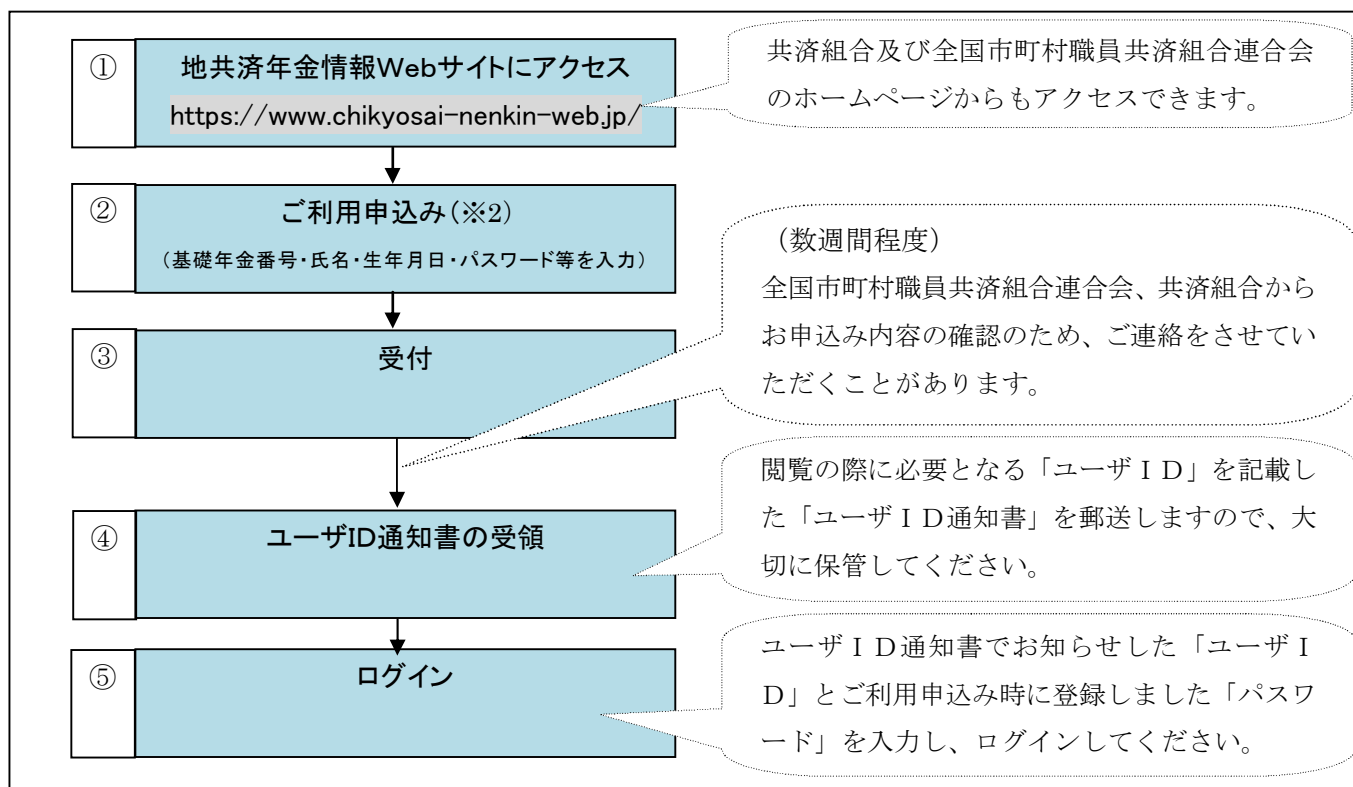 ①
地共済年金情報Webサイトにアクセス
https://www.chikyosai-nenkin-web.jp/
共済組合及び全国市町村職員共済組合連合会
のホームページからもアクセスできます。
②
ご利用申込み(※2)
(基礎年金番号・氏名・生年月日・パスワード等を入力)
③
受付
(数週間程度)
全国市町村職員共済組合連合会、共済組合から
お申込み内容の確認のため、ご連絡をさせてい
ただくことがあります。
④
ユーザID通知書の受領
閲覧の際に必要となる「ユーザID」を記載し
た「ユーザID通知書」を郵送しますので、大
切に保管してください。
⑤
ログイン
ユーザID通知書でお知らせした「ユーザI
D」とご利用申込み時に登録しました「パスワ
ード」を入力し、ログインしてください。